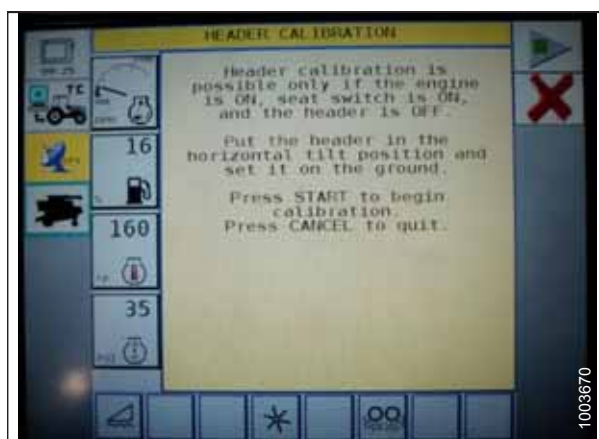 HEADER CALIBRATION
Header calibration is
possible only if the engine
is ON, seat switch is ON,
and the header is OFF.
Put the header in the
horizontal tilt position and
set it on the ground.
Press START to begin
calibration.
Press CANCEL to quit.
TC
16
160
35
1003670